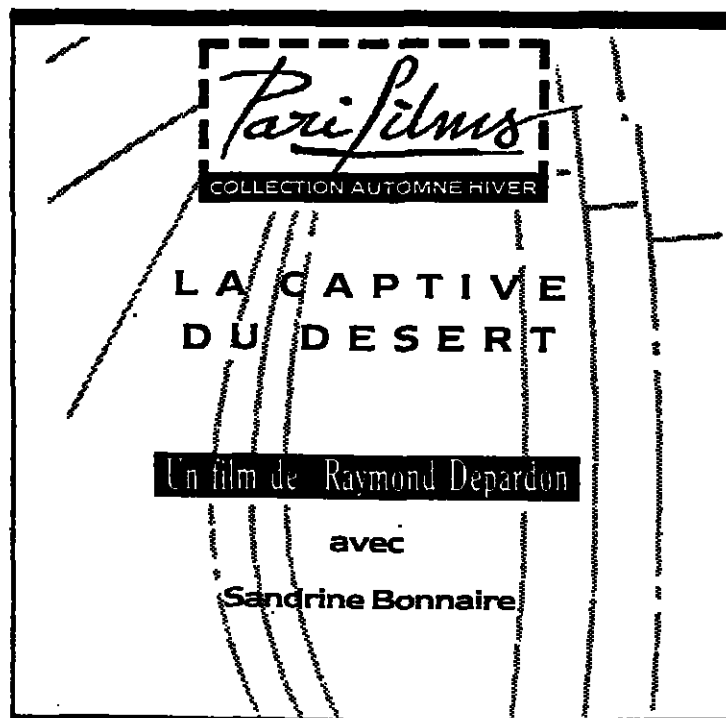 Pari films
COLLECTION AUTOMNE HIVER
LA CAPTIVE
DU DESERT
Un film de Raymond Depardon
avec
Sandrine Bonnaire